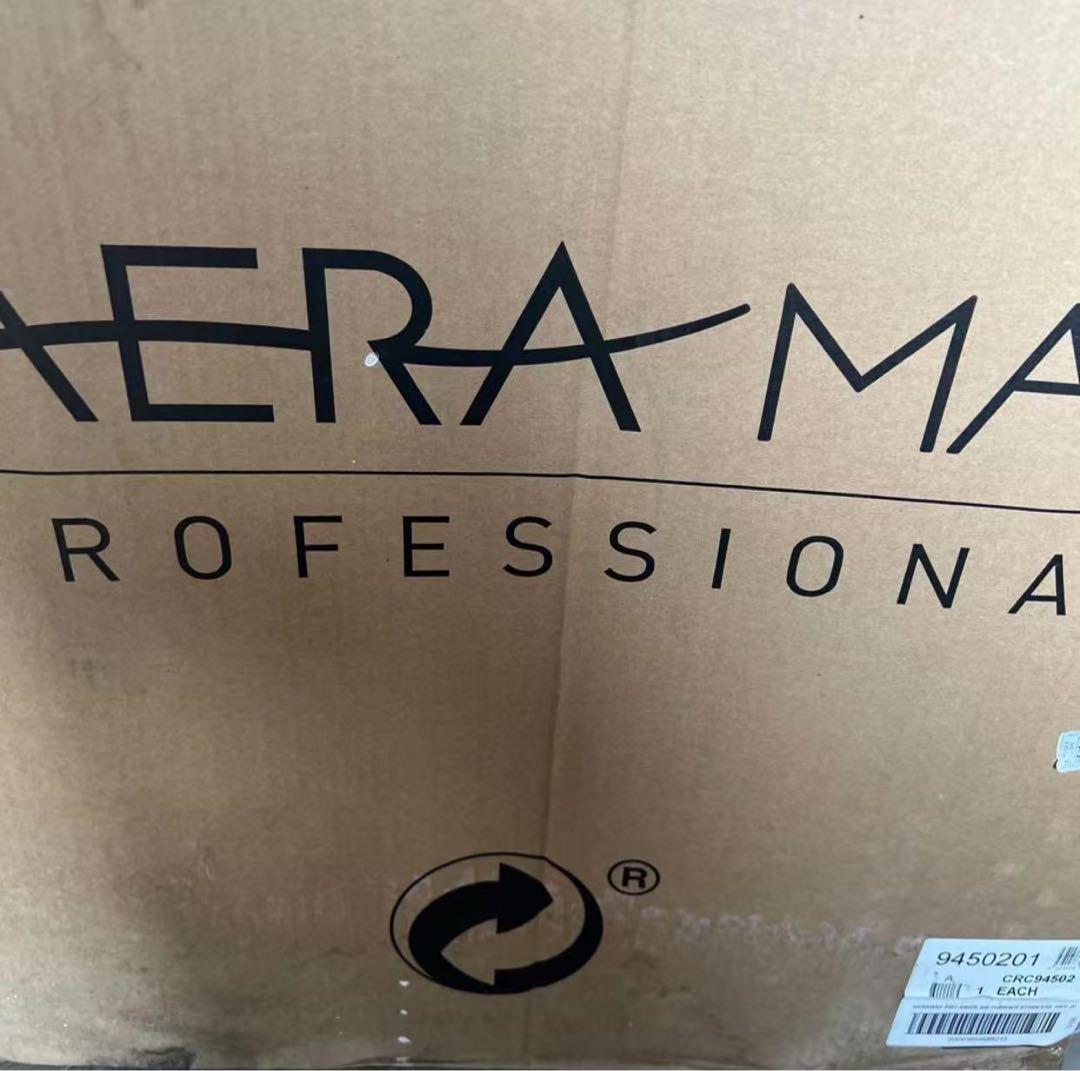 AERA MA
ROFESSIONA
®
9450201
A
CRC94502
1 EACH